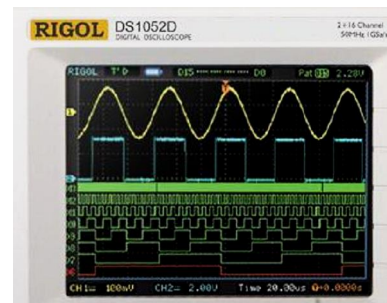 RIGOL DS1052D
DIGITAL OSCILLOSCOPE
2+16 Channel
50MHz 1GSa/
RIGOL T'D D15 D0 Pat D15 2.28V
CH1= 100mV CH2= 2.00V Time 20.00us 0.0000s